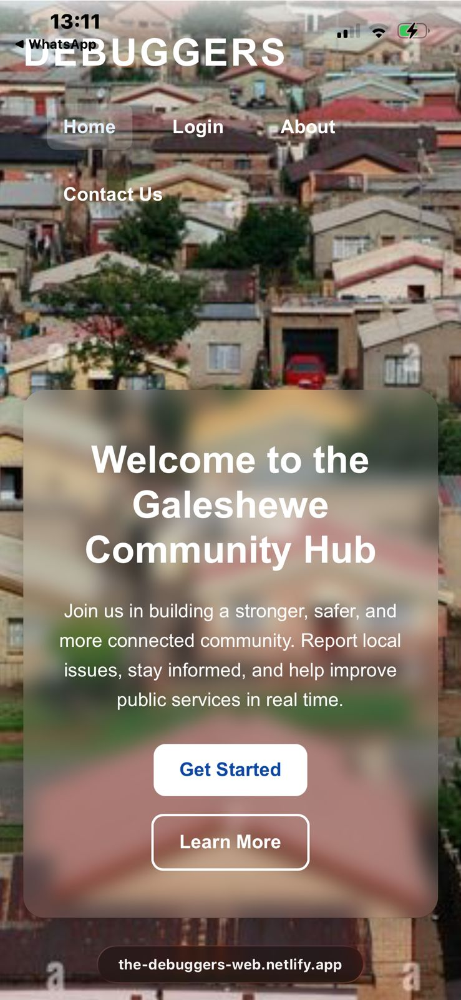 13:11
WhatsApp
DEBUGGERS
Home Login About
Contact Us
a
a
a
a
Welcome to the
Galeshewe
Community Hub
Join us in building a stronger, safer, and
more connected community. Report local
issues, stay informed, and help improve
public services in real time.
Get Started
Learn More
the-debuggers-web.netlify.app
a
a